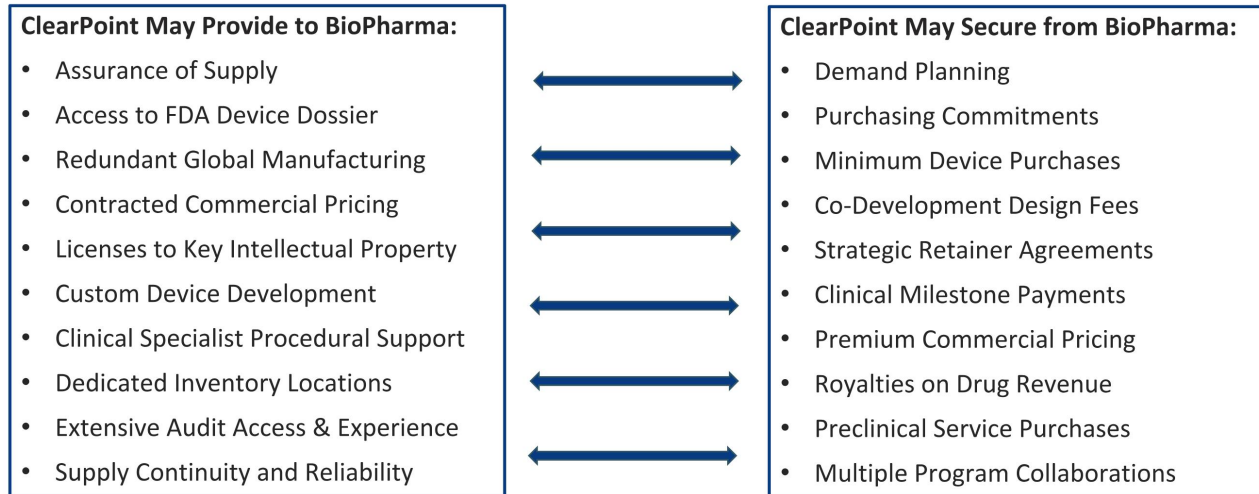 ClearPoint May Provide to BioPharma:
• Assurance of Supply
• Access to FDA Device Dossier
• Redundant Global Manufacturing
• Contracted Commercial Pricing
• Licenses to Key Intellectual Property
• Custom Device Development
• Clinical Specialist Procedural Support
• Dedicated Inventory Locations
• Extensive Audit Access & Experience
• Supply Continuity and Reliability
ClearPoint May Secure from BioPharma:
• Demand Planning
• Purchasing Commitments
• Minimum Device Purchases
• Co-Development Design Fees
• Strategic Retainer Agreements
• Clinical Milestone Payments
• Premium Commercial Pricing
• Royalties on Drug Revenue
• Preclinical Service Purchases
• Multiple Program Collaborations